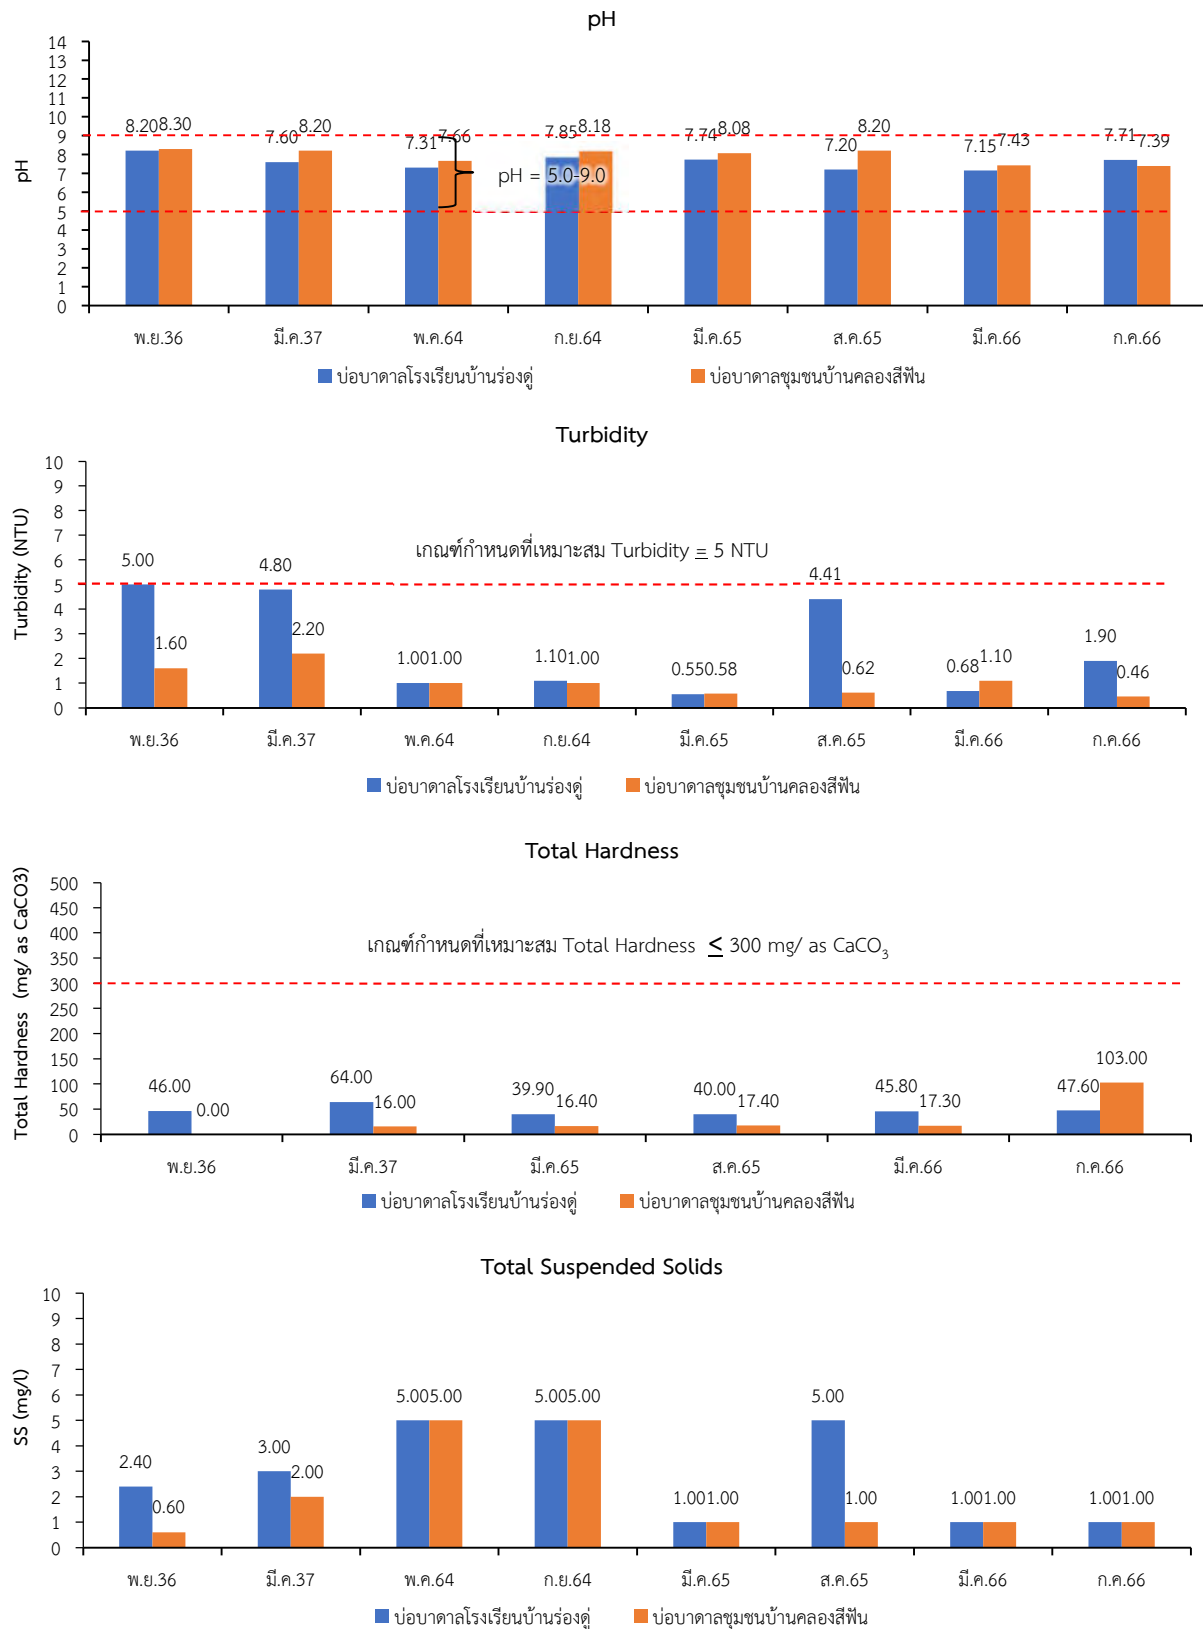 pH
14
13
12
11
10
9
8
7
6
5
4
3
2
1
0
pH
8.20 8.30 7.60 8.20 7.31 7.66 7.85 8.18 7.74 8.08 7.20 8.20 7.15 7.43 7.71 7.39
pH = 5.0-9.0
พ.ย.36 มี.ค.37 พ.ค.64 ก.ย.64 มี.ค.65 ส.ค.65 มี.ค.66 ก.ค.66
บ่อบาดาลโรงเรียนบ้านร่องดู่ บ่อบาดาลชุมชนบ้านคลองสีฟัน
Turbidity
10
9
8
7
6
5
4
3
2
1
0
Turbidity (NTU)
เกณฑ์กำหนดที่เหมาะสม Turbidity = 5 NTU
5.00 1.60 4.80 2.20 1.00 1.00 1.10 1.00 0.55 0.58 4.41 0.62 0.68 1.10 1.90 0.46
พ.ย.36 มี.ค.37 พ.ค.64 ก.ย.64 มี.ค.65 ส.ค.65 มี.ค.66 ก.ค.66
บ่อบาดาลโรงเรียนบ้านร่องดู่ บ่อบาดาลชุมชนบ้านคลองสีฟัน
Total Hardness
500
450
400
350
300
250
200
150
100
50
0
Total Hardness (mg/ as CaCO3)
เกณฑ์กำหนดที่เหมาะสม Total Hardness ≤ 300 mg/ as CaCO3
46.00 0.00 64.00 16.00 39.90 16.40 40.00 17.40 45.80 17.30 47.60 103.00
พ.ย.36 มี.ค.37 มี.ค.65 ส.ค.65 มี.ค.66 ก.ค.66
บ่อบาดาลโรงเรียนบ้านร่องดู่ บ่อบาดาลชุมชนบ้านคลองสีฟัน
Total Suspended Solids
10
9
8
7
6
5
4
3
2
1
0
SS (mg/l)
2.40 0.60 3.00 2.00 5.00 5.00 5.00 5.00 1.00 1.00 5.00 1.00 1.00 1.00 1.00 1.00
พ.ย.36 มี.ค.37 พ.ค.64 ก.ย.64 มี.ค.65 ส.ค.65 มี.ค.66 ก.ค.66
บ่อบาดาลโรงเรียนบ้านร่องดู่ บ่อบาดาลชุมชนบ้านคลองสีฟัน